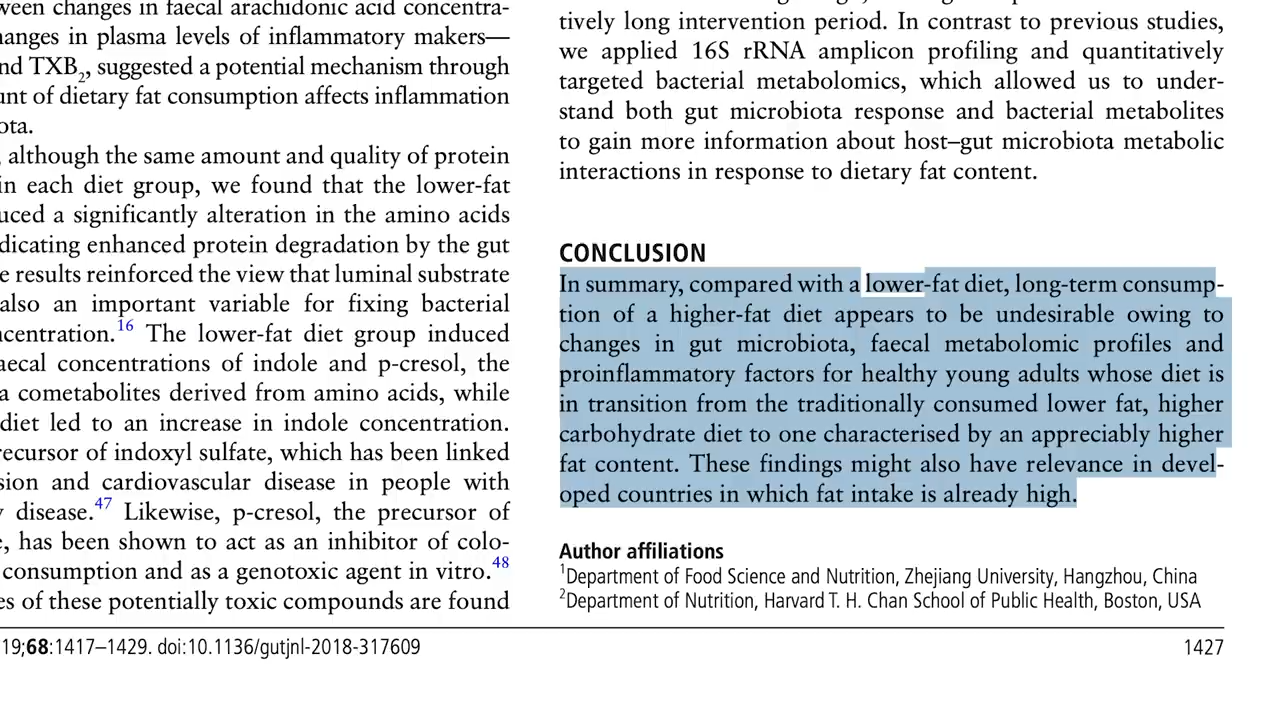 ween changes in faecal arachidonic acid concentra-
hanges in plasma levels of inflammatory makers—
nd TXB2, suggested a potential mechanism through
unt of dietary fat consumption affects inflammation
ota.
, although the same amount and quality of protein
in each diet group, we found that the lower-fat
uced a significantly alteration in the amino acids
dicating enhanced protein degradation by the gut
e results reinforced the view that luminal substrate
also an important variable for fixing bacterial
ncentration.16 The lower-fat diet group induced
aecal concentrations of indole and p-cresol, the
a cometabolites derived from amino acids, while
diet led to an increase in indole concentration.
recursor of indoxyl sulfate, which has been linked
sion and cardiovascular disease in people with
y disease.47 Likewise, p-cresol, the precursor of
e, has been shown to act as an inhibitor of colo-
consumption and as a genotoxic agent in vitro.48
es of these potentially toxic compounds are found
tively long intervention period. In contrast to previous studies,
we applied 16S rRNA amplicon profiling and quantitatively
targeted bacterial metabolomics, which allowed us to under-
stand both gut microbiota response and bacterial metabolites
to gain more information about host–gut microbiota metabolic
interactions in response to dietary fat content.
CONCLUSION
In summary, compared with a lower-fat diet, long-term consump-
tion of a higher-fat diet appears to be undesirable owing to
changes in gut microbiota, faecal metabolomic profiles and
proinflammatory factors for healthy young adults whose diet is
in transition from the traditionally consumed lower fat, higher
carbohydrate diet to one characterised by an appreciably higher
fat content. These findings might also have relevance in devel-
oped countries in which fat intake is already high.
Author affiliations
1Department of Food Science and Nutrition, Zhejiang University, Hangzhou, China
2Department of Nutrition, Harvard T. H. Chan School of Public Health, Boston, USA
19;68:1417–1429. doi:10.1136/gutjnl-2018-317609
1427